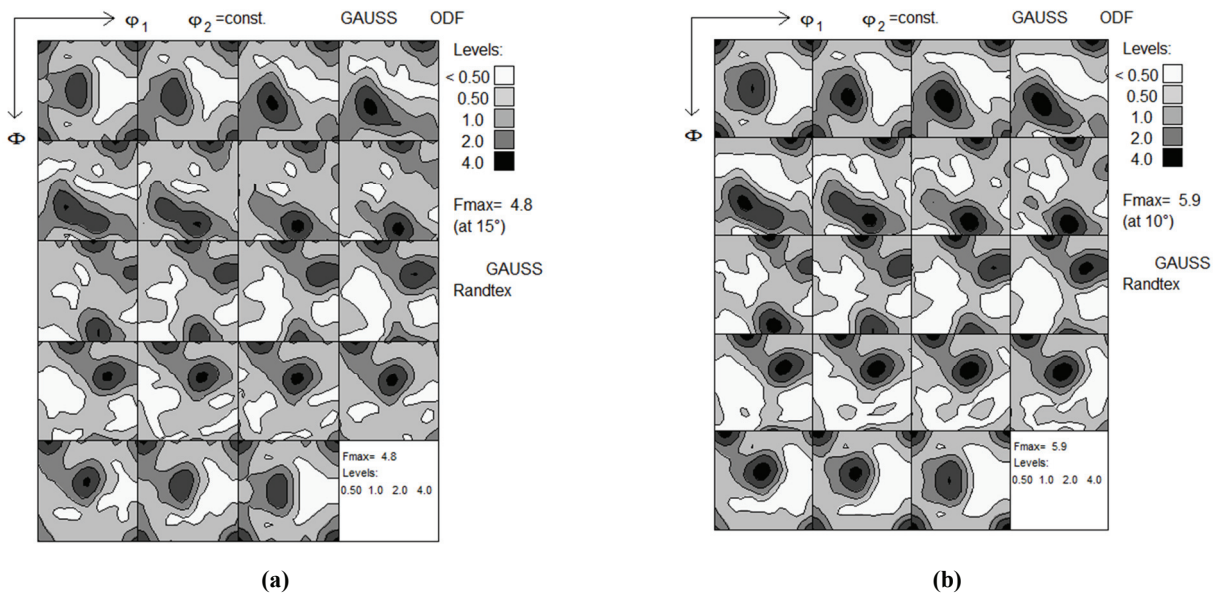 φ1 φ2 =const. GAUSS ODF
Φ
Levels:
< 0.50
0.50
1.0
2.0
4.0
Fmax= 4.8
(at 15°)
GAUSS
Randtex
Fmax= 4.8
Levels:
0.50 1.0 2.0 4.0
(a)
φ1 φ2 =const. GAUSS ODF
Φ
Levels:
< 0.50
0.50
1.0
2.0
4.0
Fmax= 5.9
(at 10°)
GAUSS
Randtex
Fmax= 5.9
Levels:
0.50 1.0 2.0 4.0
(b)